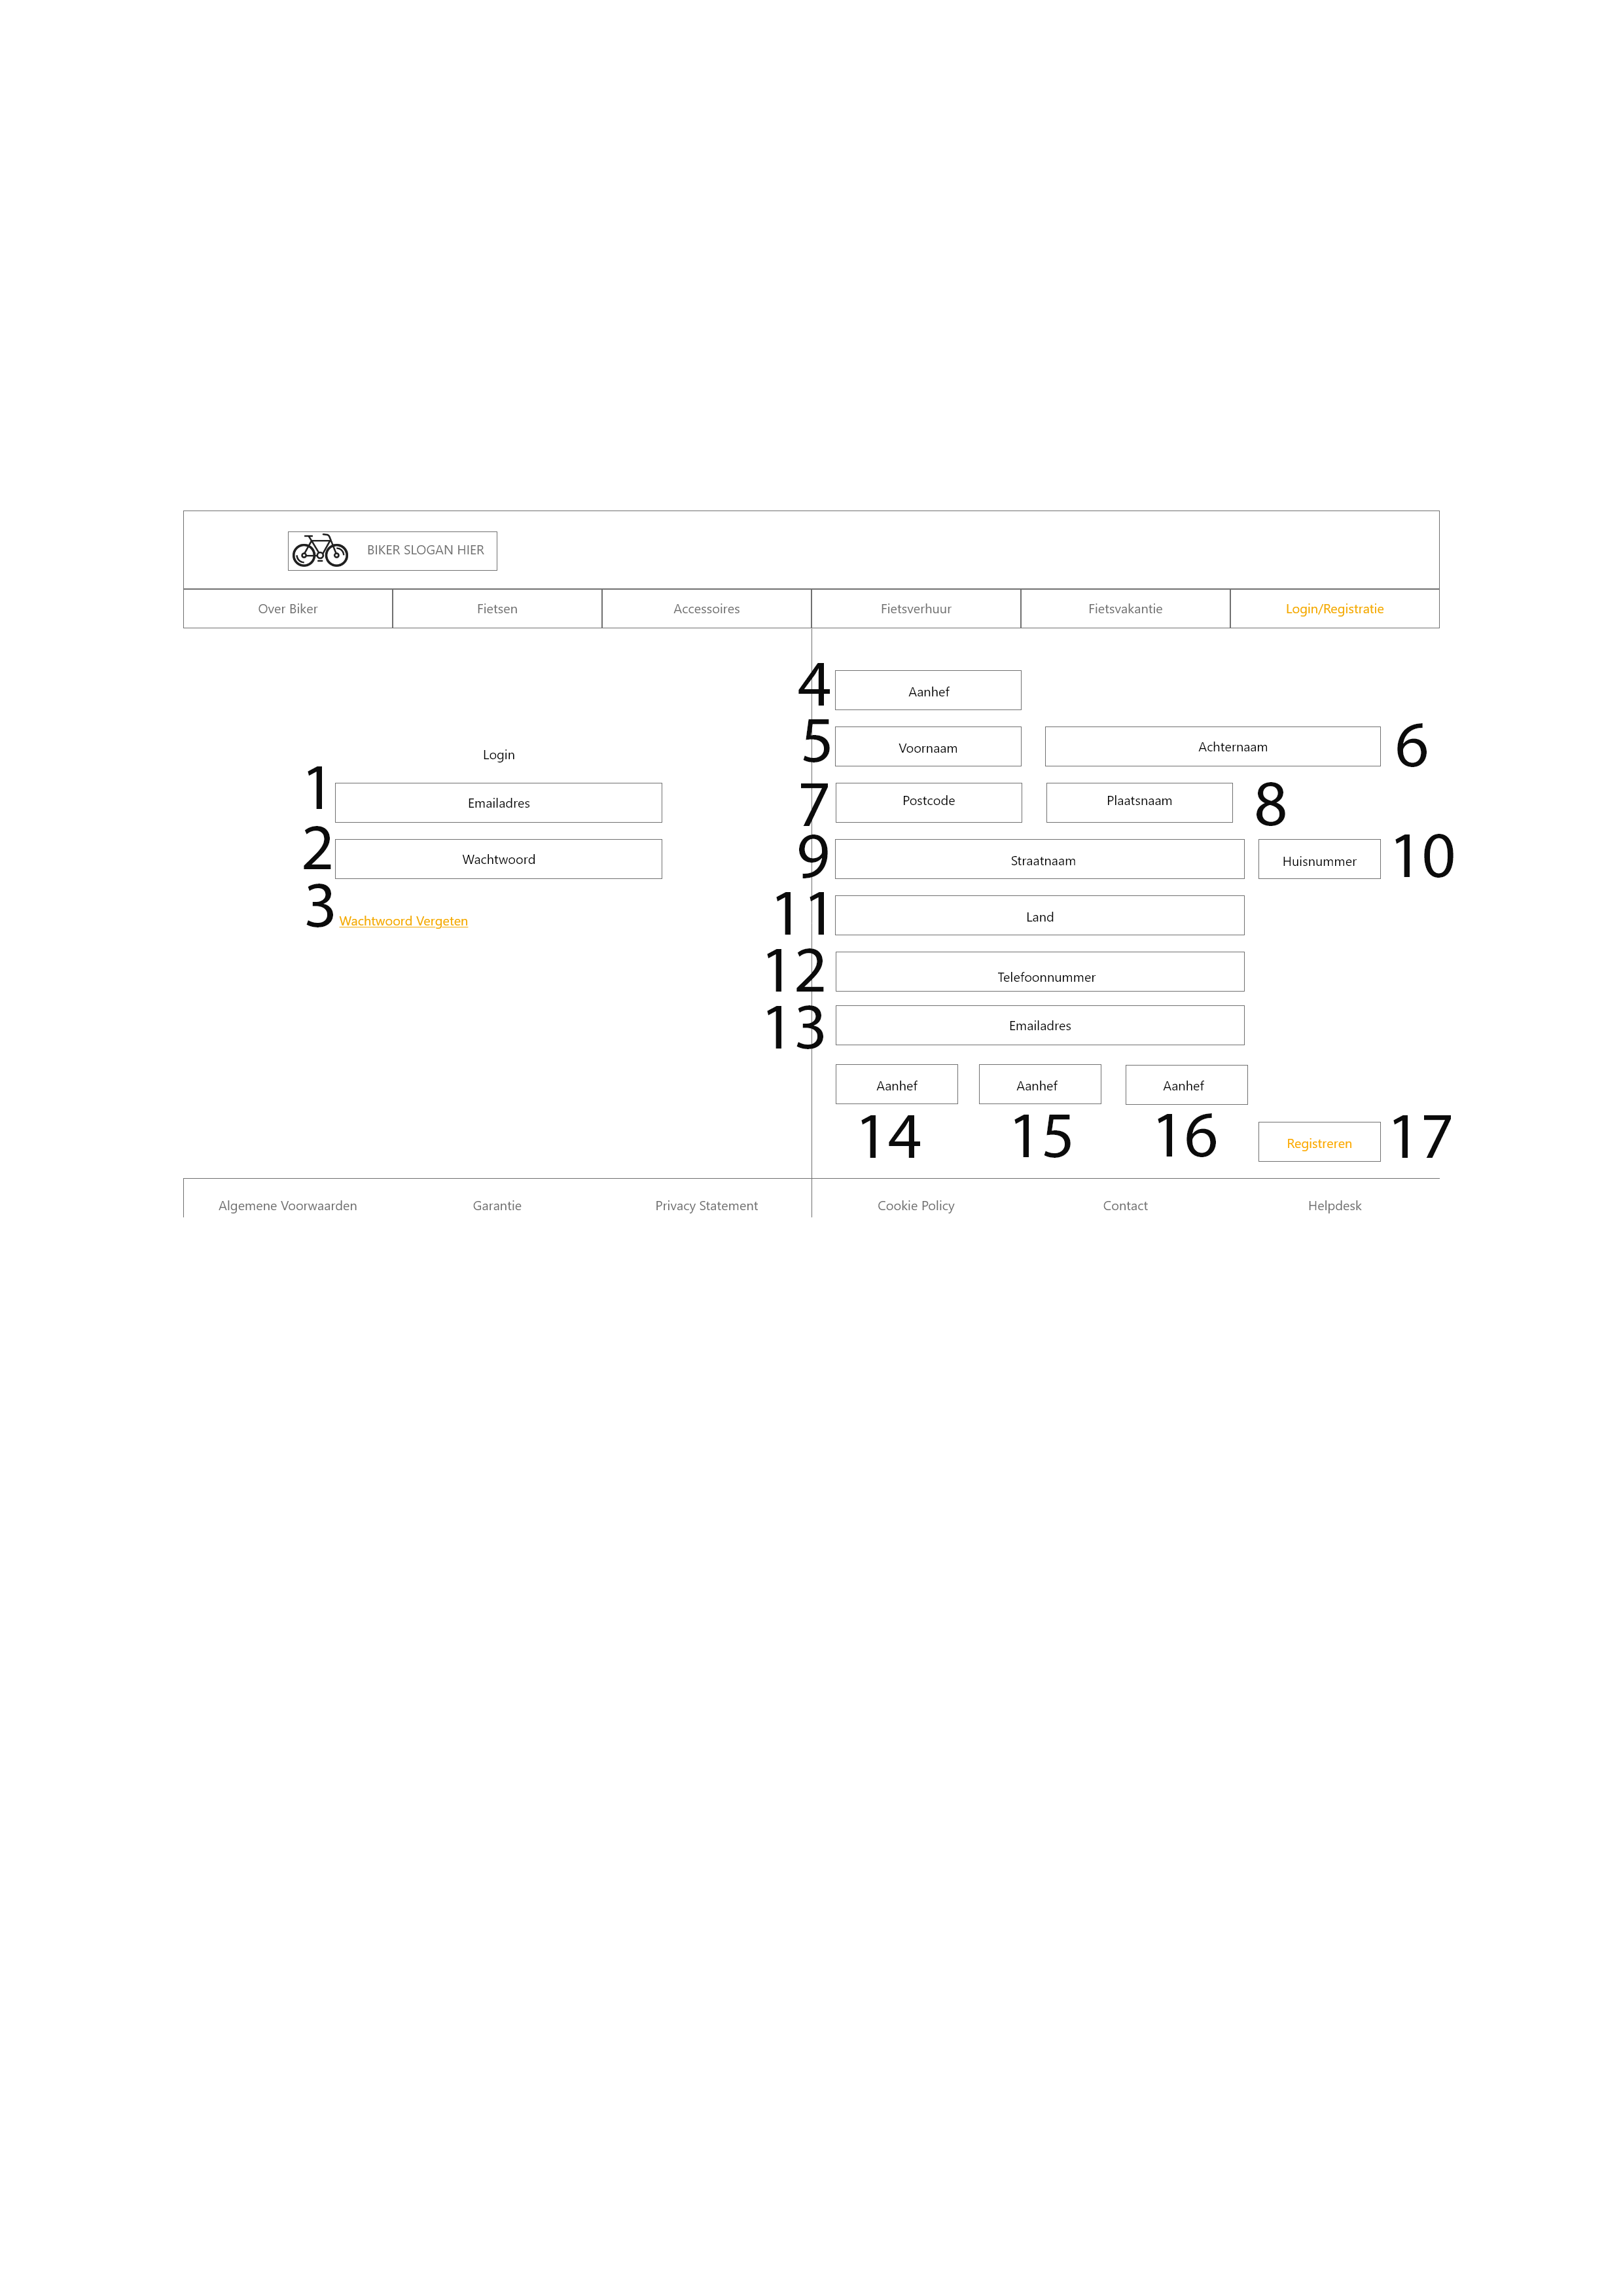 BIKER SLOGAN HIER
Over Biker Fietsen Accessoires Fietsverhuur Fietsvakantie Login/Registratie
Login
1 Emailadres
2 Wachtwoord
3 Wachtwoord Vergeten
4 Aanhef
5 Voornaam Achternaam 6
7 Postcode Plaatsnaam 8
9 Straatnaam Huisnummer 10
11 Land
12 Telefoonnummer
13 Emailadres
Aanhef Aanhef Aanhef
14 15 16 Registreren 17
Algemene Voorwaarden Garantie Privacy Statement Cookie Policy Contact Helpdesk